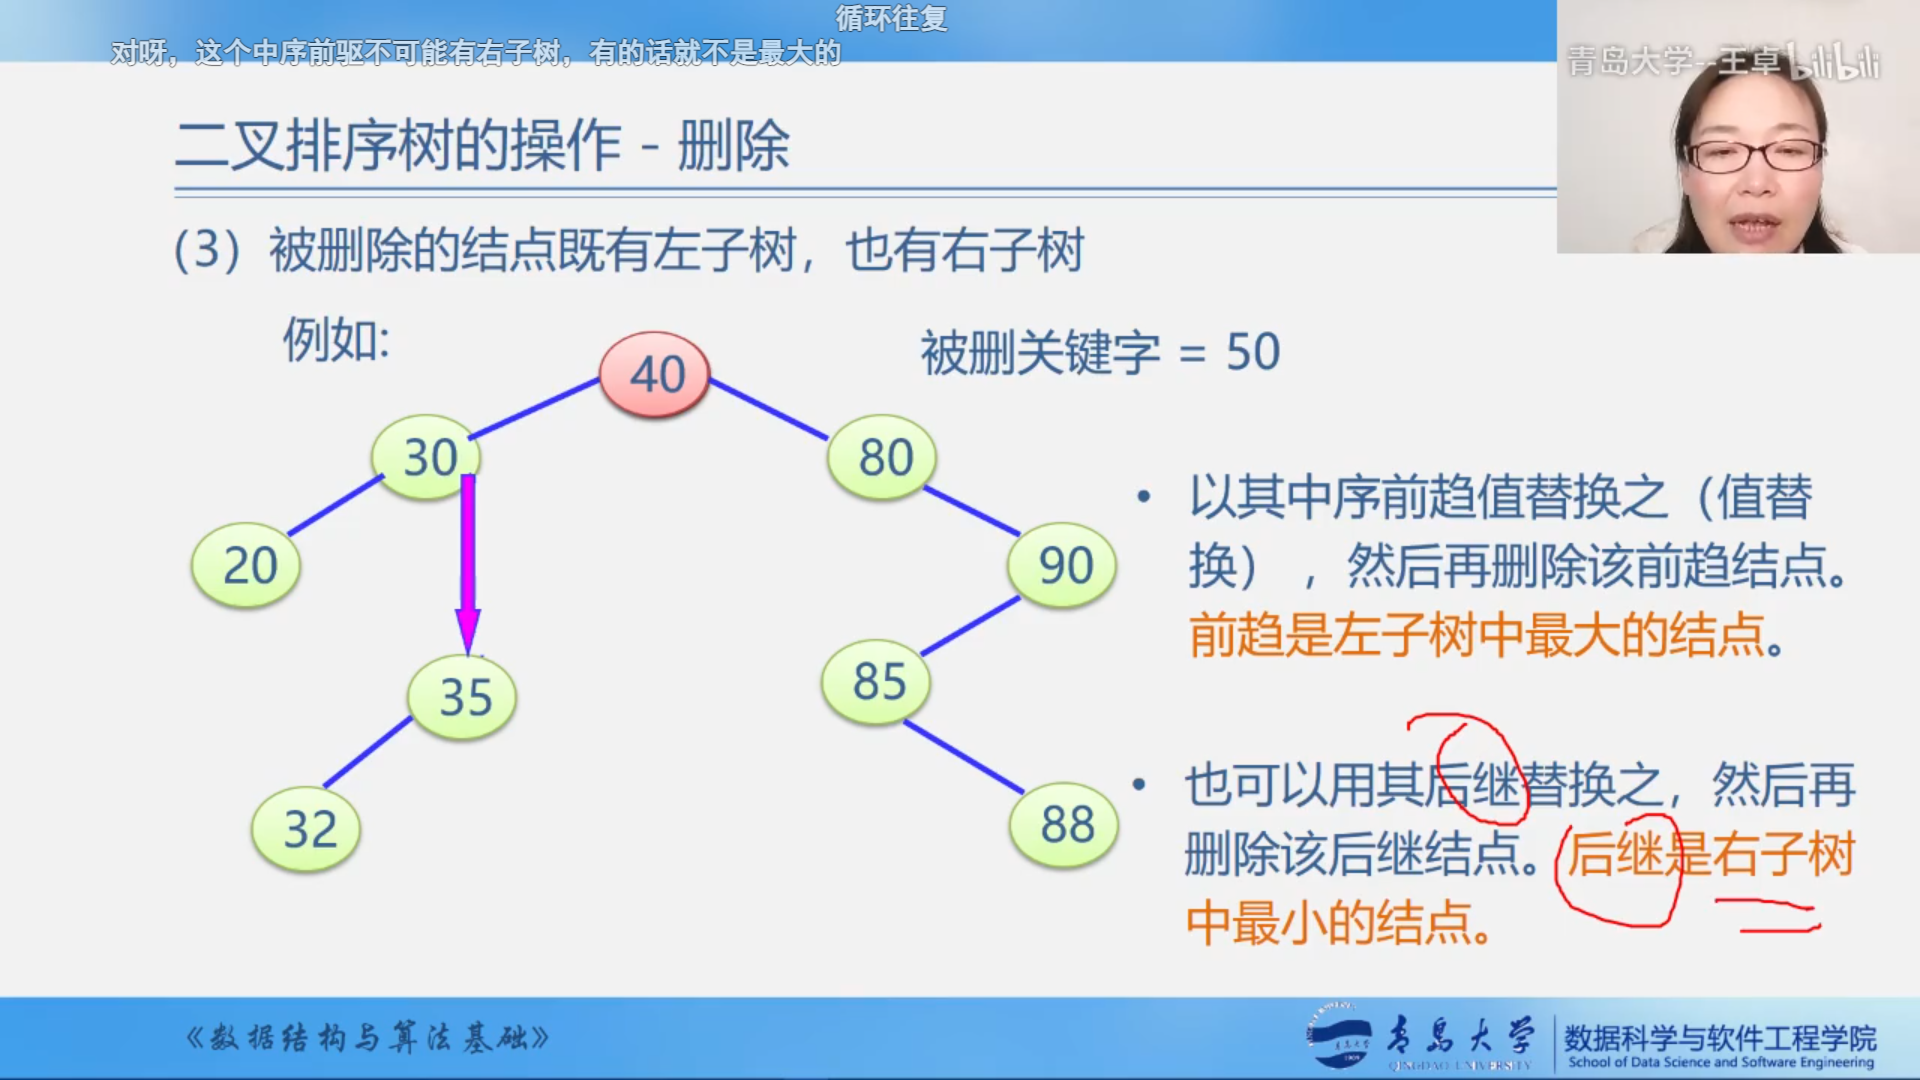 循环往复
对呀，这个中序前驱不可能有右子树，有的话就不是最大的
青岛大学--王卓 bilibili
二叉排序树的操作 - 删除
（3）被删除的结点既有左子树，也有右子树
例如:
被删关键字 = 50
40
30
80
20
90
35
85
32
88
• 以其中序前趋值替换之（值替
换），然后再删除该前趋结点。
前趋是左子树中最大的结点。
• 也可以用其后继替换之，然后再
删除该后继结点。后继是右子树
中最小的结点。
《数据结构与算法基础》
青岛大学
QINGDAO UNIVERSITY
数据科学与软件工程学院
School of Data Science and Software Engineering